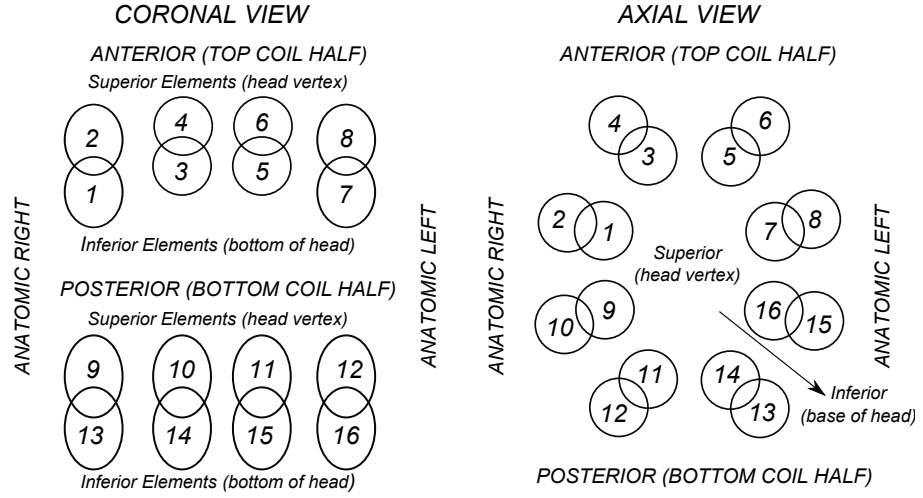 CORONAL VIEW
ANTERIOR (TOP COIL HALF)
Superior Elements (head vertex)
2 4 6 8
1 3 5 7
Inferior Elements (bottom of head)
ANATOMIC RIGHT
ANATOMIC LEFT
POSTERIOR (BOTTOM COIL HALF)
Superior Elements (head vertex)
9 10 11 12
13 14 15 16
Inferior Elements (bottom of head)
AXIAL VIEW
ANTERIOR (TOP COIL HALF)
4 6
3 5
2 1 7 8
ANATOMIC RIGHT
Superior
(head vertex)
ANATOMIC LEFT
10 9 16 15
11 14
12 13
Inferior
(base of head)
POSTERIOR (BOTTOM COIL HALF)